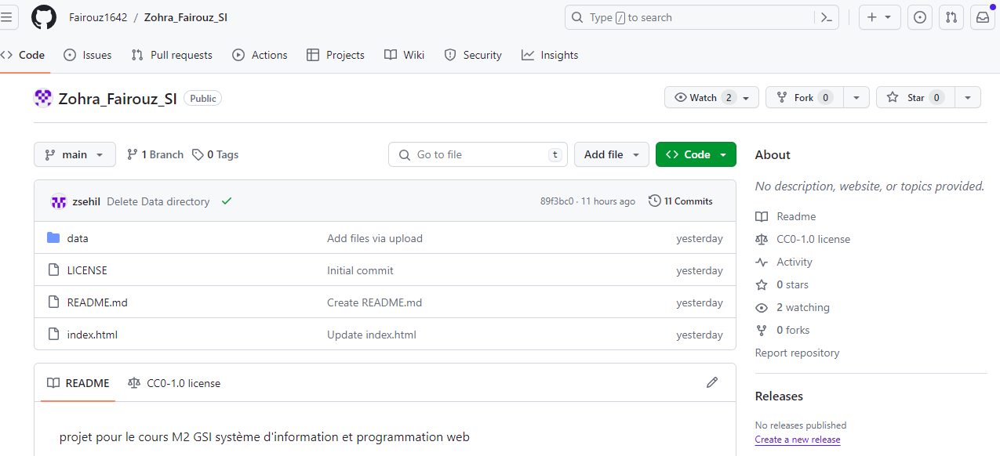 Fairouz1642 / Zohra_Fairouz_SI
Type / to search
Code Issues Pull requests Actions Projects Wiki Security Insights
Zohra_Fairouz_SI Public
Watch 2 Fork 0 Star 0
main 1 Branch 0 Tags
Go to file t Add file Code
zsehil Delete Data directory 89f3bc0 · 11 hours ago 11 Commits
data Add files via upload yesterday
LICENSE Initial commit yesterday
README.md Create README.md yesterday
index.html Update index.html yesterday
README CC0-1.0 license
projet pour le cours M2 GSI système d'information et programmation web
About
No description, website, or topics provided.
Readme
CC0-1.0 license
Activity
0 stars
2 watching
0 forks
Report repository
Releases
No releases published
Create a new release